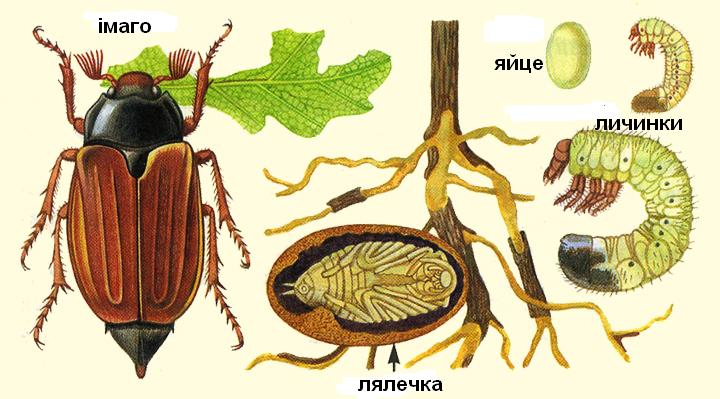 імаго
яйце
личинки
лялечка